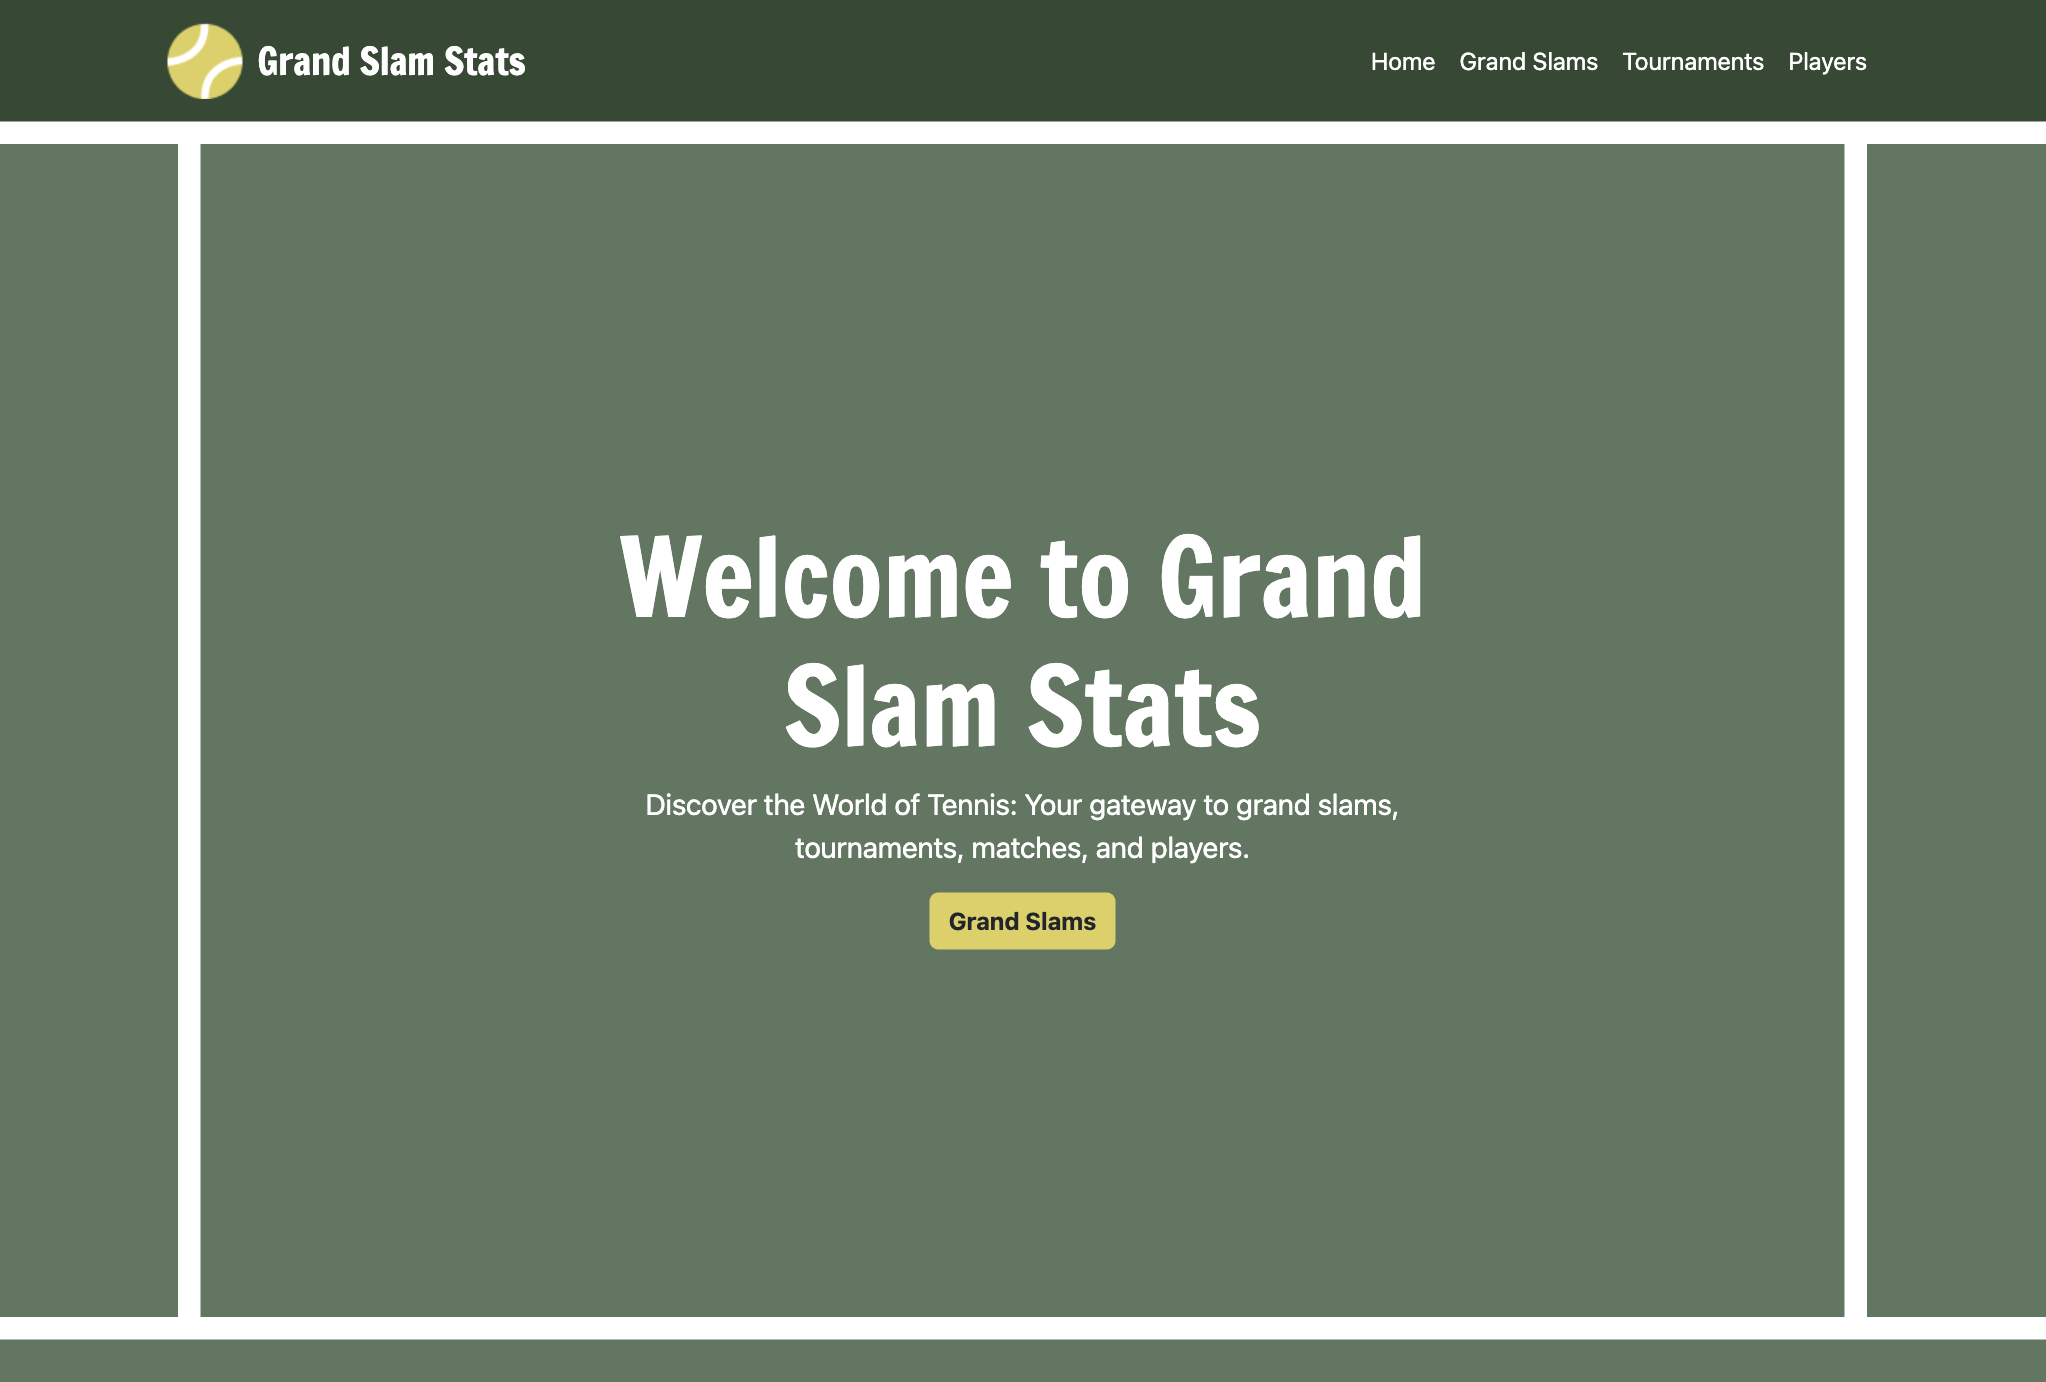 Grand Slam Stats
Home Grand Slams Tournaments Players
Welcome to Grand
Slam Stats
Discover the World of Tennis: Your gateway to grand slams,
tournaments, matches, and players.
Grand Slams